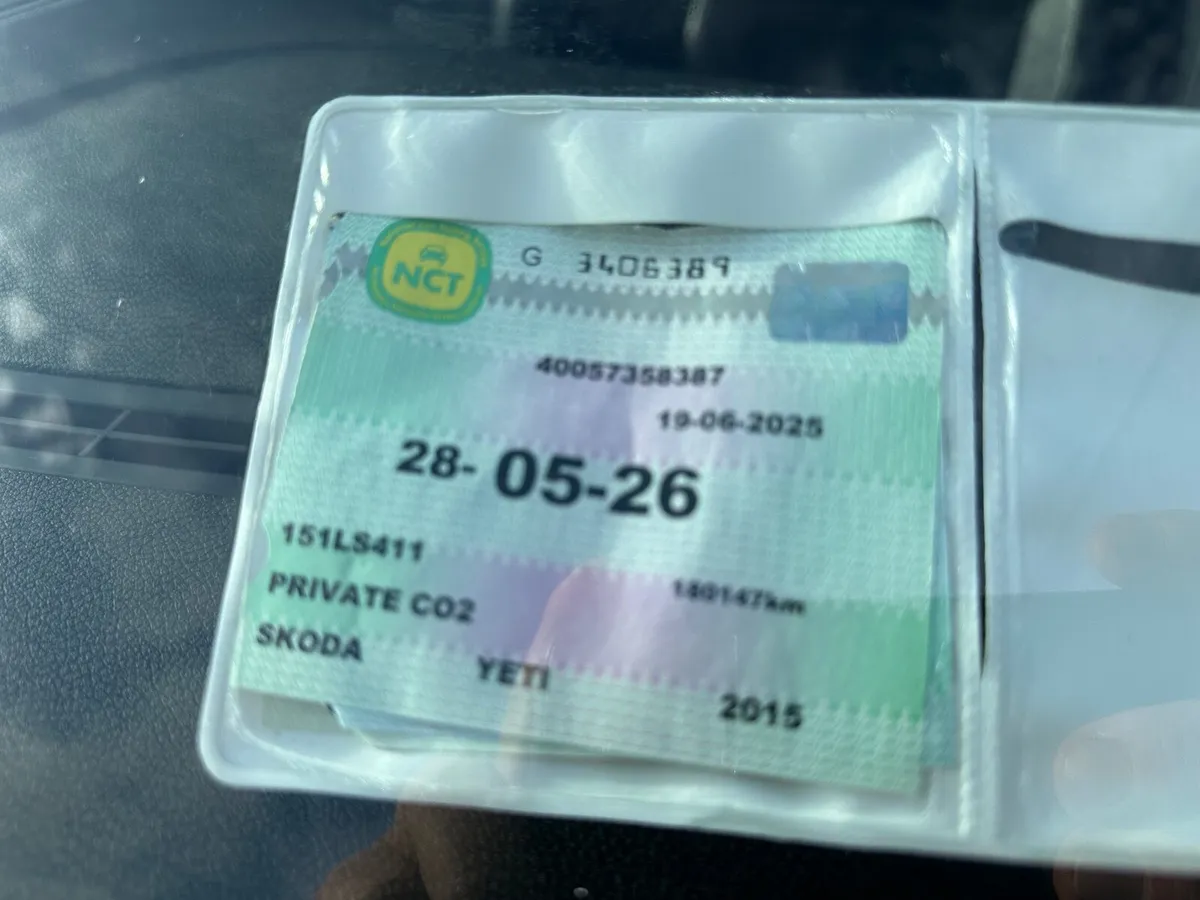 NCT
G 3406389
40057358387
19-06-2025
28-05-26
151LS411
180147km
PRIVATE CO2
SKODA
YETI
2015